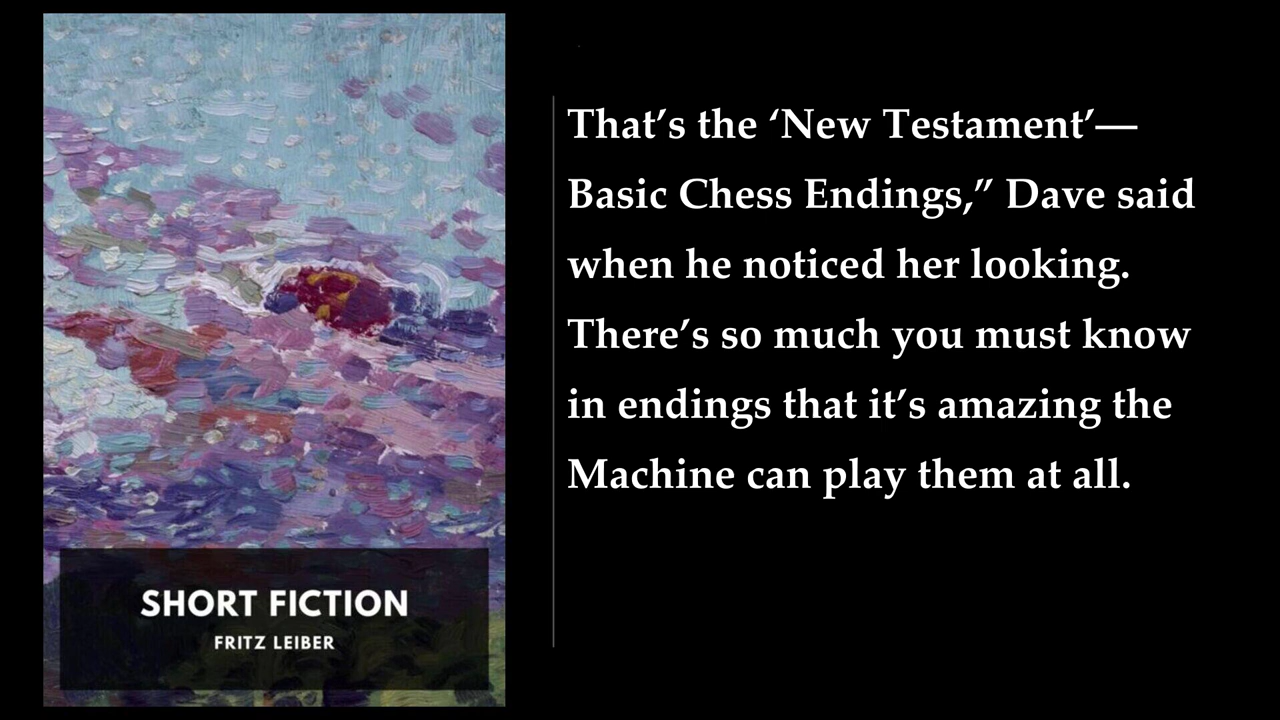 SHORT FICTION
FRITZ LEIBER
That’s the ‘New Testament’—
Basic Chess Endings,” Dave said
when he noticed her looking.
There’s so much you must know
in endings that it’s amazing the
Machine can play them at all.